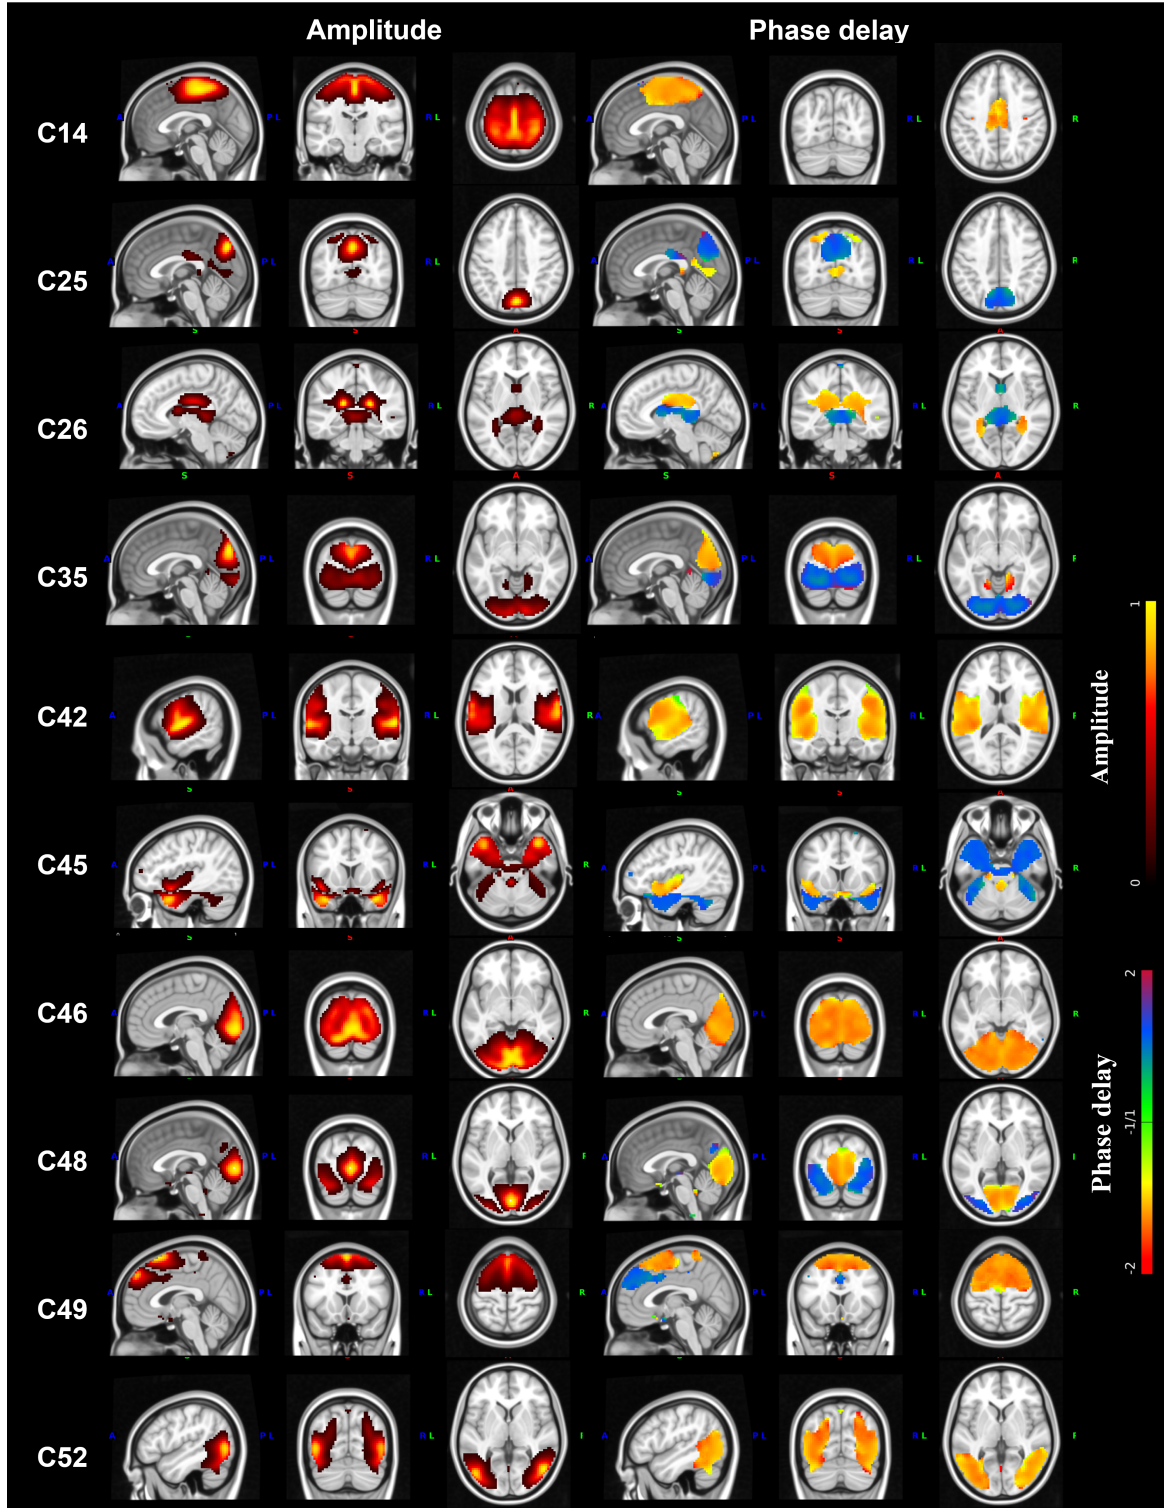 Amplitude Phase delay
A P L R L A P L R L R
C14
A P L R L A P L R L R
C25
S S A S S A
A P L R L R A P L R L R
C26
S S A S S A
A P L R L A P L R L
C35
A P L R L R A P L R L
C42
S S A S S A
A P L R L R A P L R L R
C45
S S A S S A
A P L R L R A P L R L R
C46
A P L R L A P L R L
C48
A P L R L R A P L R L R
C49
A P L R L A P L R L
C52
1
Amplitude
0
2
-1/1
Phase delay
-2